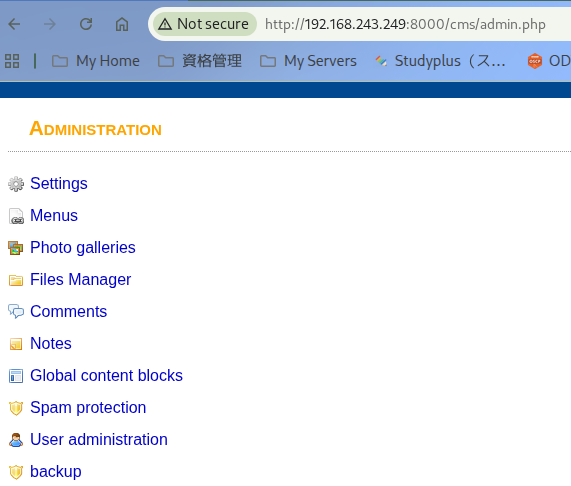 Not secure http://192.168.243.249:8000/cms/admin.php
My Home 資格管理 My Servers Studyplus（ス… OD
Administration
Settings
Menus
Photo galleries
Files Manager
Comments
Notes
Global content blocks
Spam protection
User administration
backup